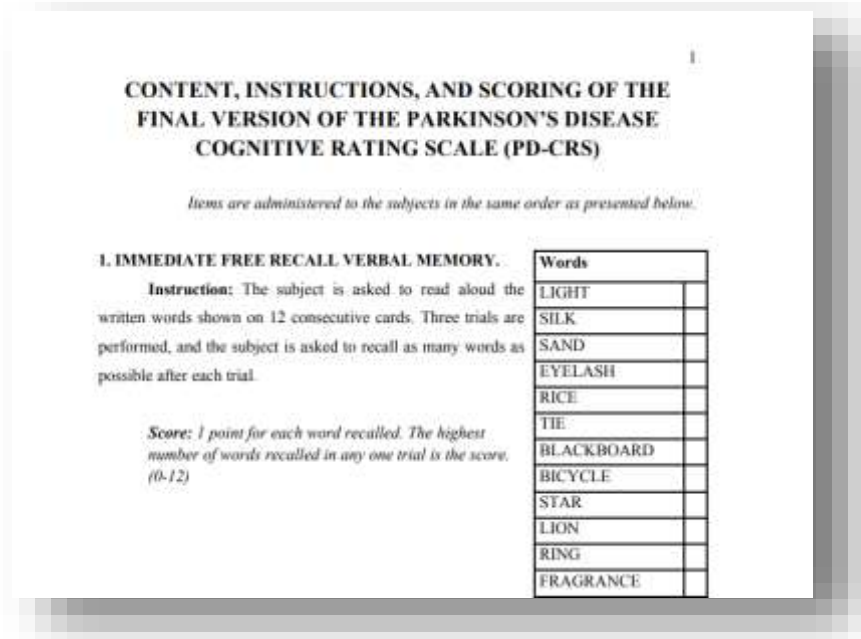 1
CONTENT, INSTRUCTIONS, AND SCORING OF THE
FINAL VERSION OF THE PARKINSON'S DISEASE
COGNITIVE RATING SCALE (PD-CRS)
Items are administered to the subjects in the same order as presented below.
1. IMMEDIATE FREE RECALL VERBAL MEMORY.
Instruction: The subject is asked to read aloud the
written words shown on 12 consecutive cards. Three trials are
performed, and the subject is asked to recall as many words as
possible after each trial.
Score: 1 point for each word recalled. The highest
number of words recalled in any one trial is the score.
(0-12)
Words
LIGHT
SILK
SAND
EYELASH
RICE
TIE
BLACKBOARD
BICYCLE
STAR
LION
RING
FRAGRANCE